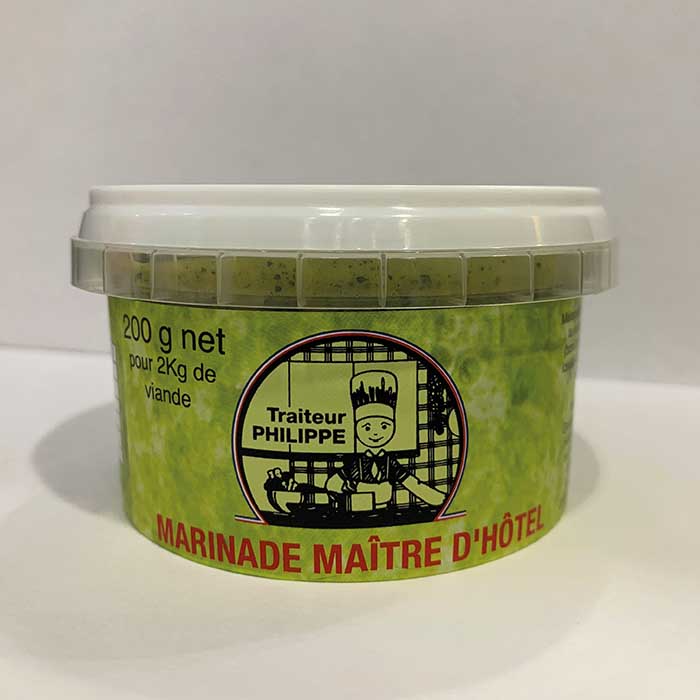 200 g net
pour 2Kg de
viande
Traiteur
PHILIPPE
MARINADE MAÎTRE D'HÔTEL